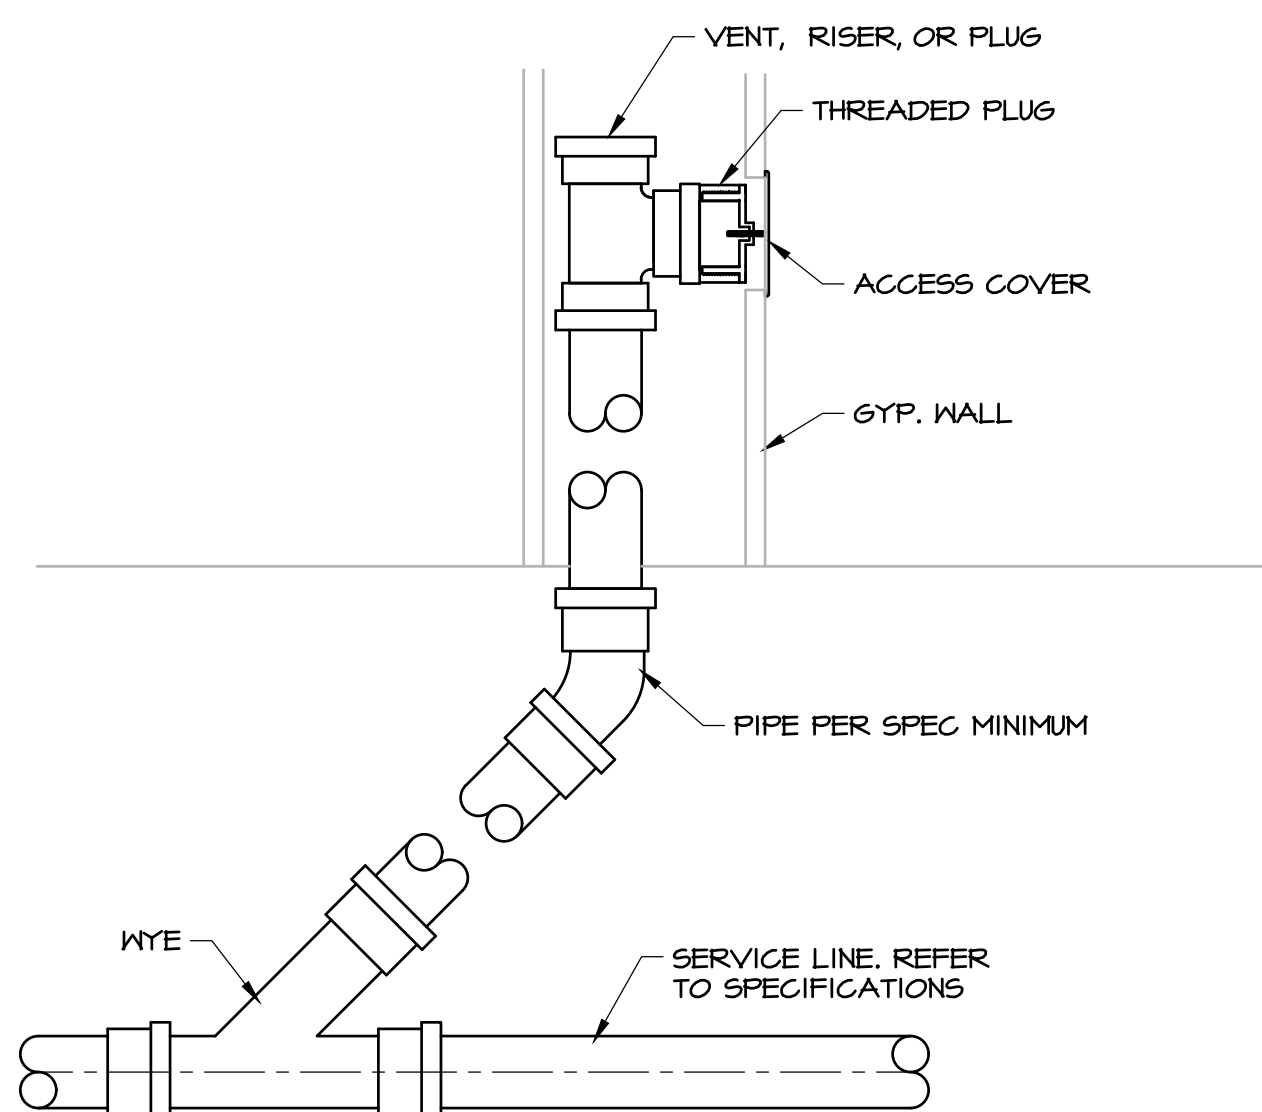 VENT, RISER, OR PLUG
THREADED PLUG
ACCESS COVER
GYP. WALL
PIPE PER SPEC MINIMUM
WYE
SERVICE LINE. REFER
TO SPECIFICATIONS